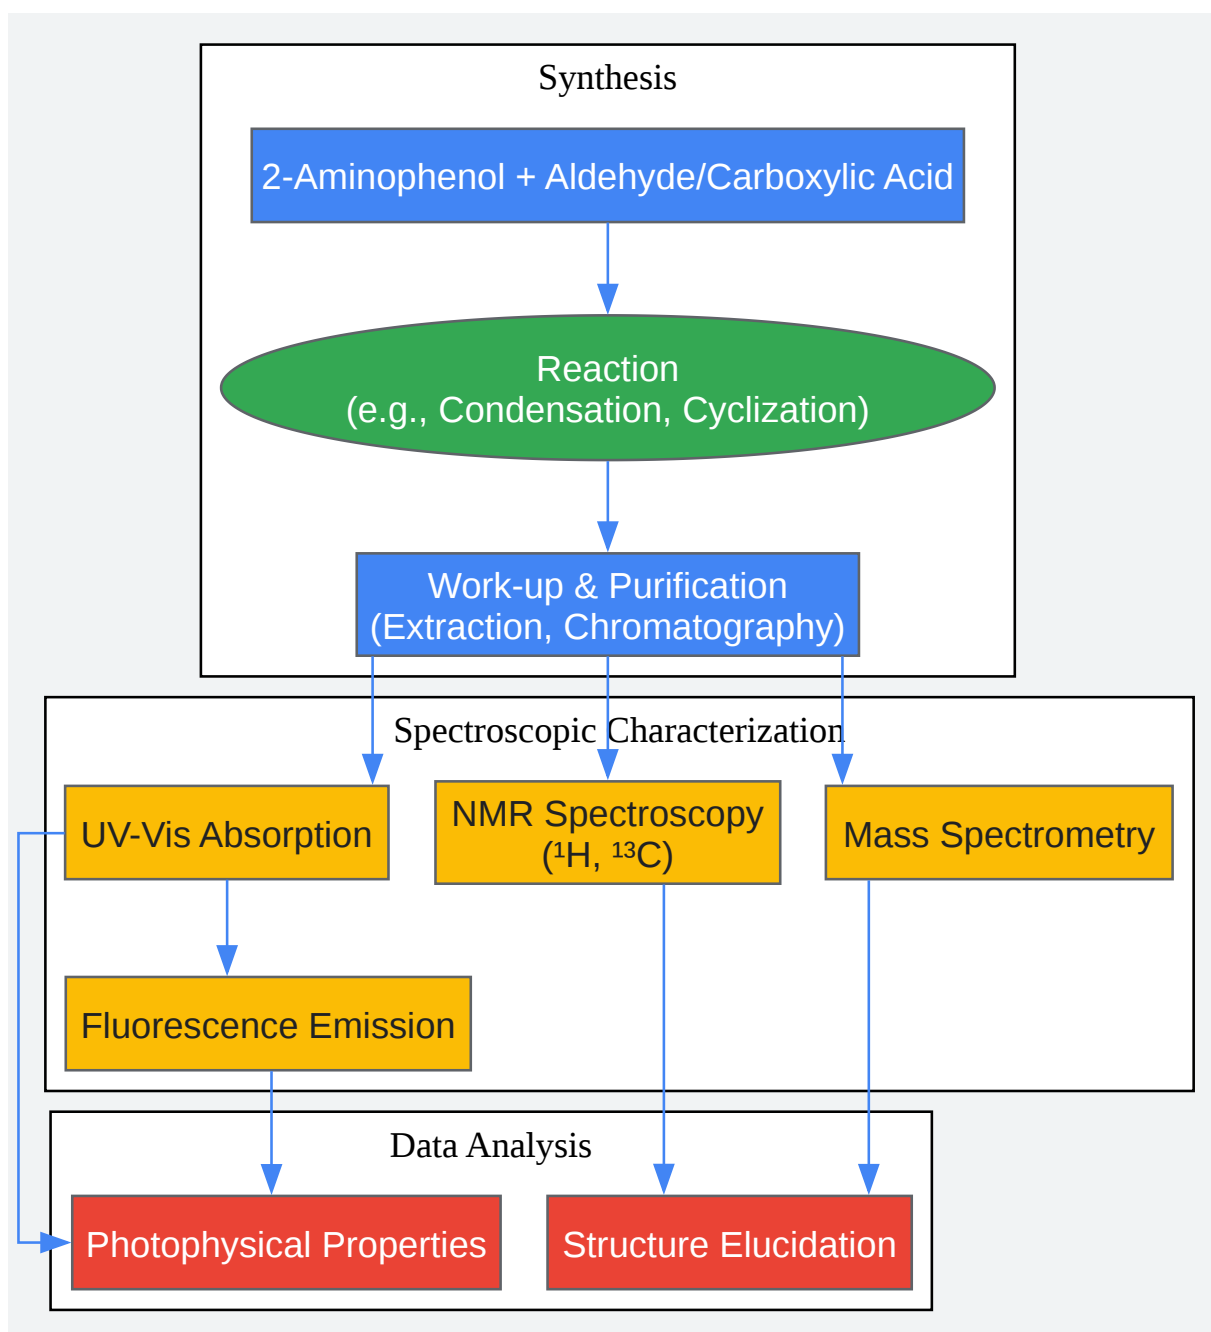 Synthesis
2-Aminophenol + Aldehyde/Carboxylic Acid
Reaction
(e.g., Condensation, Cyclization)
Work-up & Purification
(Extraction, Chromatography)
Spectroscopic Characterization
UV-Vis Absorption
NMR Spectroscopy
(¹H, ¹³C)
Mass Spectrometry
Fluorescence Emission
Data Analysis
Photophysical Properties
Structure Elucidation